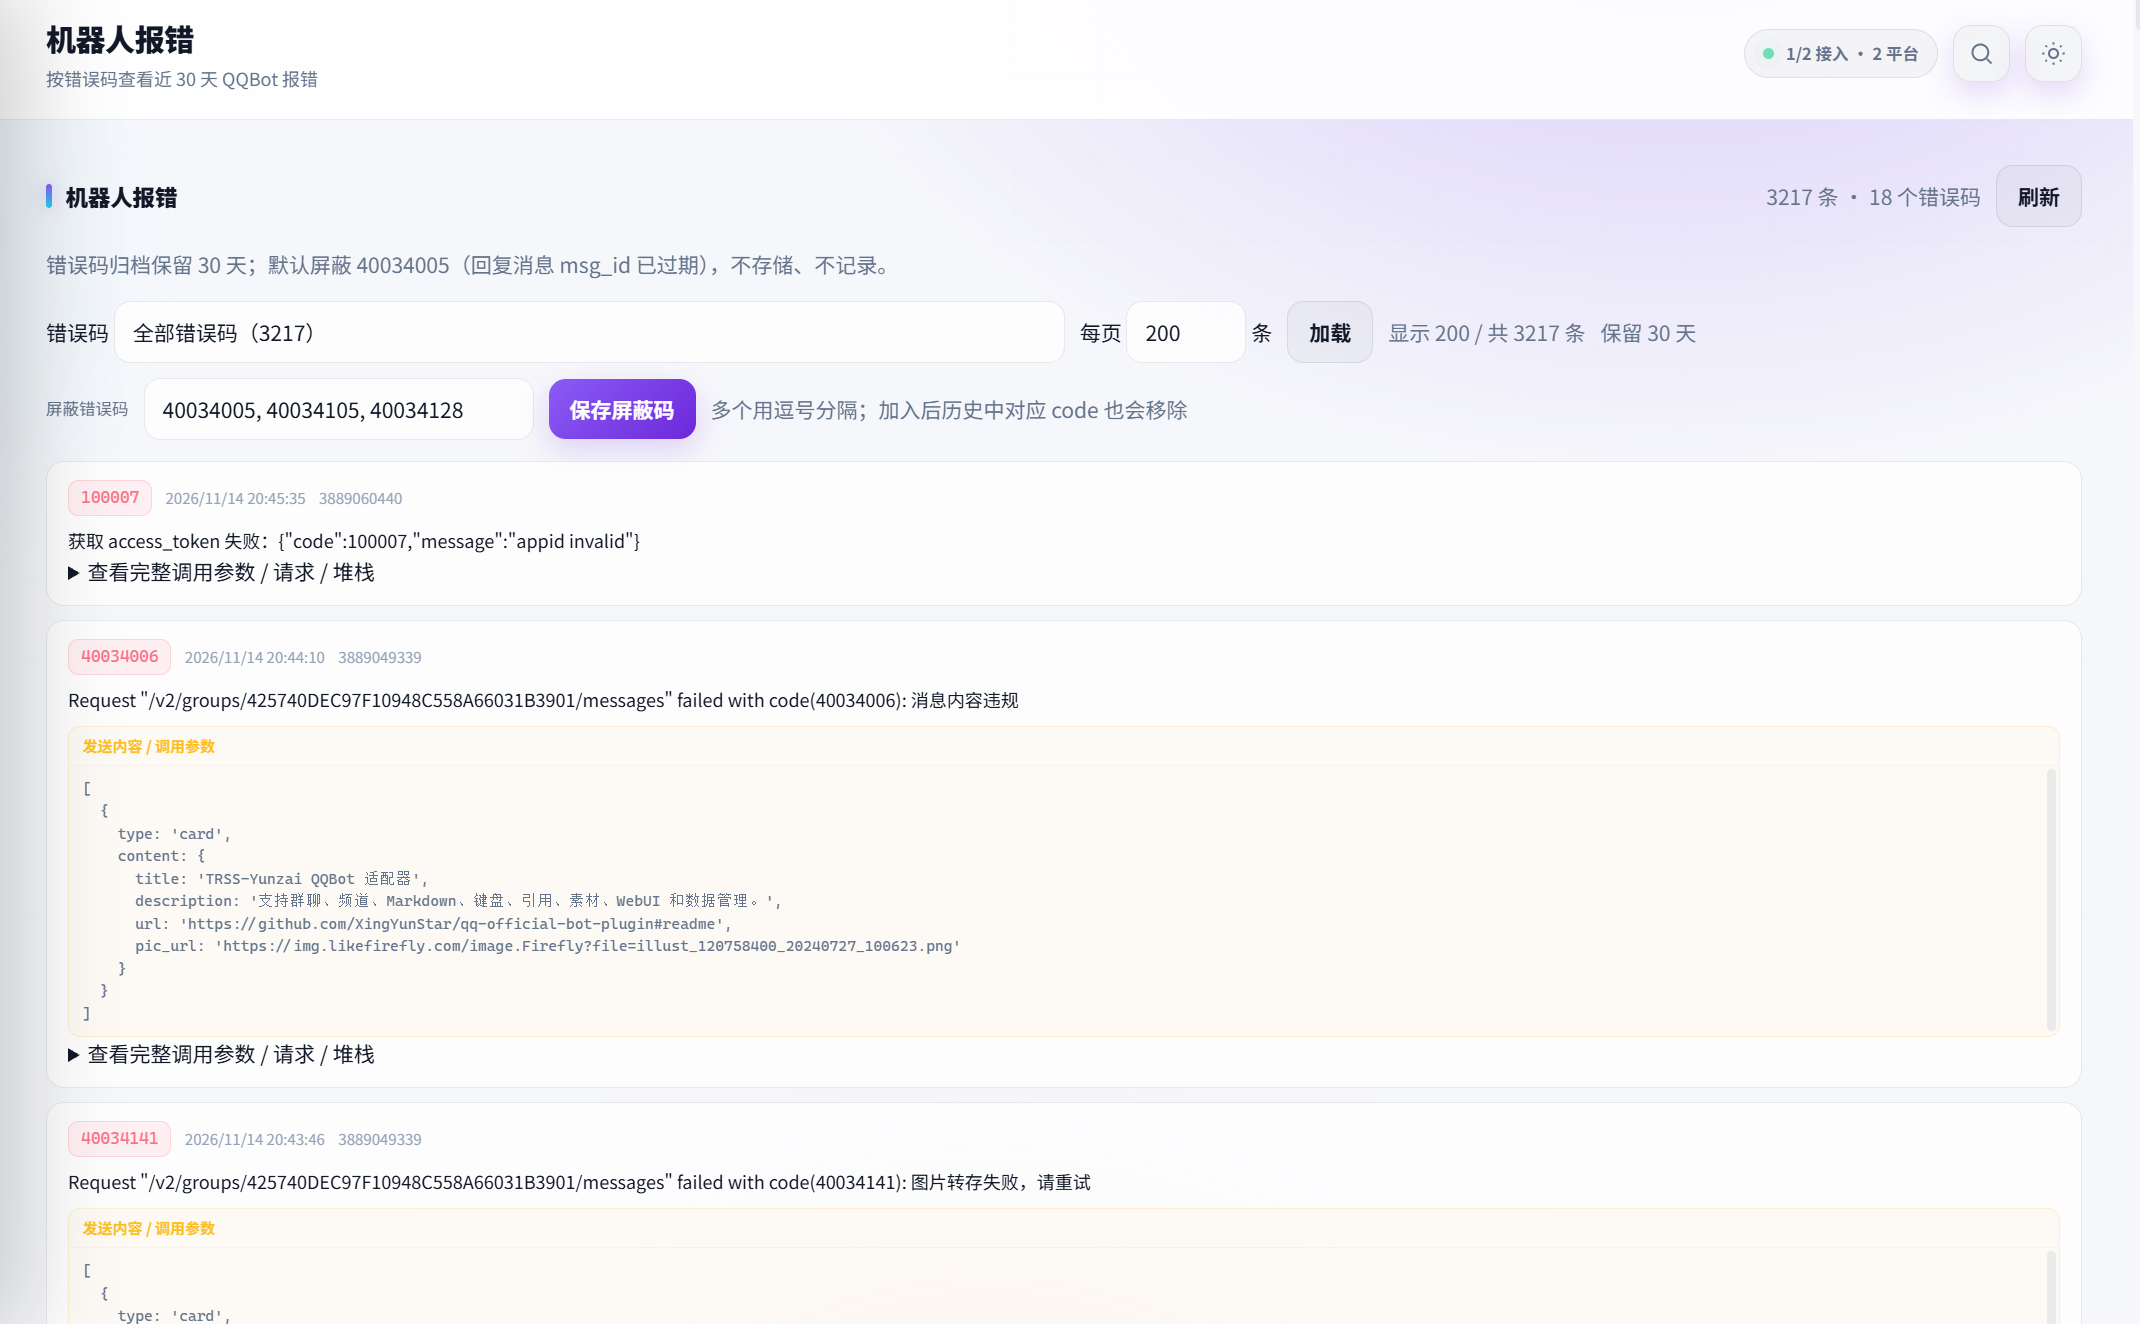 机器人报错
按错误码查看近 30 天 QQBot 报错
1/2 接入 · 2 平台
机器人报错
3217 条 · 18 个错误码
刷新
错误码归档保留 30 天；默认屏蔽 40034005（回复消息 msg_id 已过期），不存储、不记录。
错误码 全部错误码（3217） 每页 200 条 加载 显示 200 / 共 3217 条 保留 30 天
屏蔽错误码 40034005, 40034105, 40034128 保存屏蔽码 多个用逗号分隔；加入后历史中对应 code 也会移除
100007 2026/11/14 20:45:35 3889060440
获取 access_token 失败：{"code":100007,"message":"appid invalid"}
▶ 查看完整调用参数 / 请求 / 堆栈
40034006 2026/11/14 20:44:10 3889049339
Request "/v2/groups/425740DEC97F10948C558A66031B3901/messages" failed with code(40034006): 消息内容违规
发送内容 / 调用参数
[
{
type: 'card',
content: {
title: 'TRSS-Yunzai QQBot 适配器',
description: '支持群聊、频道、Markdown、键盘、引用、素材、WebUI 和数据管理。',
url: 'https://github.com/XingYunStar/qq-official-bot-plugin#readme',
pic_url: 'https://img.likefirefly.com/image.Firefly?file=illust_120758400_20240727_100623.png'
}
}
]
▶ 查看完整调用参数 / 请求 / 堆栈
40034141 2026/11/14 20:43:46 3889049339
Request "/v2/groups/425740DEC97F10948C558A66031B3901/messages" failed with code(40034141): 图片转存失败，请重试
发送内容 / 调用参数
[
{
type: 'card',